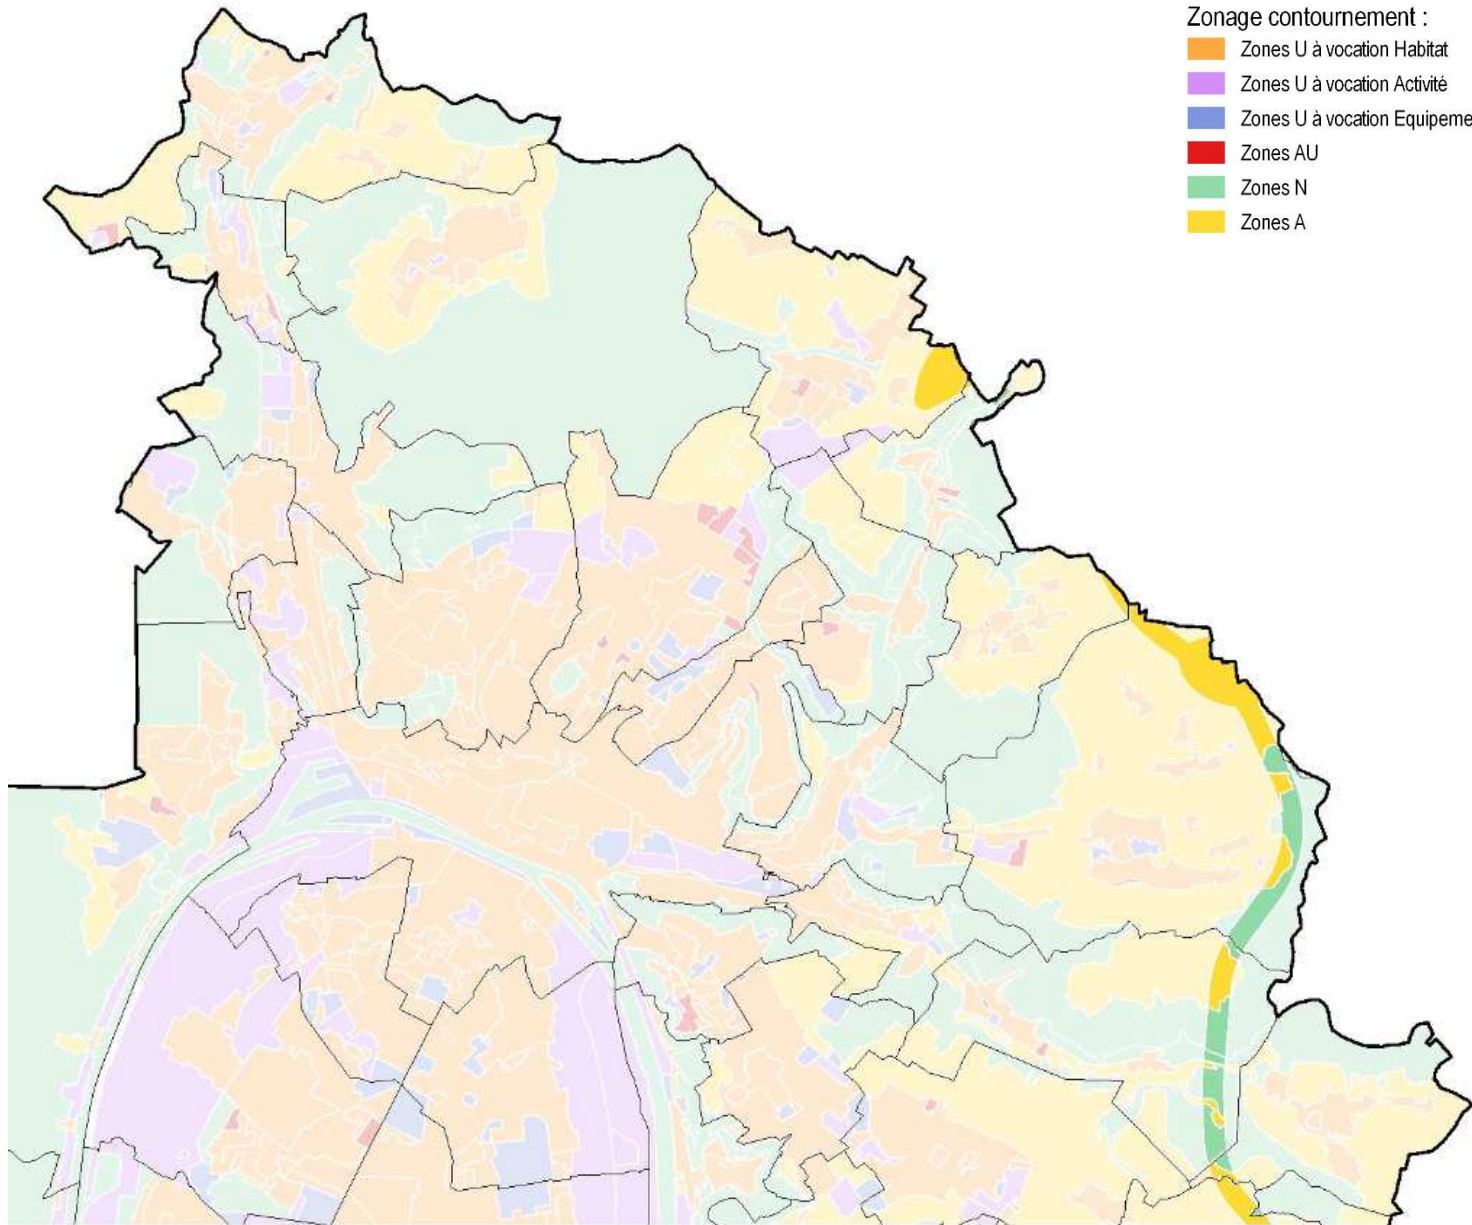 Zonage contournement :
Zones U à vocation Habitat
Zones U à vocation Activité
Zones U à vocation Equipeme
Zones AU
Zones N
Zones A